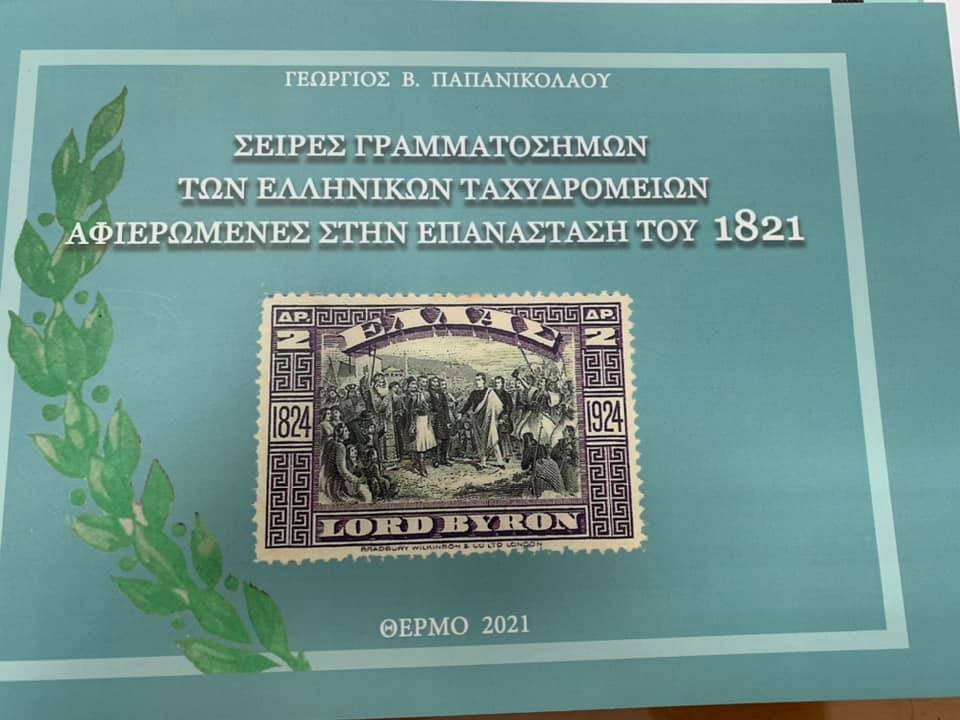 ΓΕΩΡΓΙΟΣ Β. ΠΑΠΑΝΙΚΟΛΑΟΥ
ΣΕΙΡΕΣ ΓΡΑΜΜΑΤΟΣΗΜΩΝ
ΤΩΝ ΕΛΛΗΝΙΚΩΝ ΤΑΧΥΔΡΟΜΕΙΩΝ
ΑΦΙΕΡΩΜΕΝΕΣ ΣΤΗΝ ΕΠΑΝΑΣΤΑΣΗ ΤΟΥ 1821
ΔΡ. ΕΛΛΑΣ ΔΡ.
2 2
1824 1924
LORD BYRON
BRADBURY WILKINSON & CO LTD LONDON
ΘΕΡΜΟ 2021